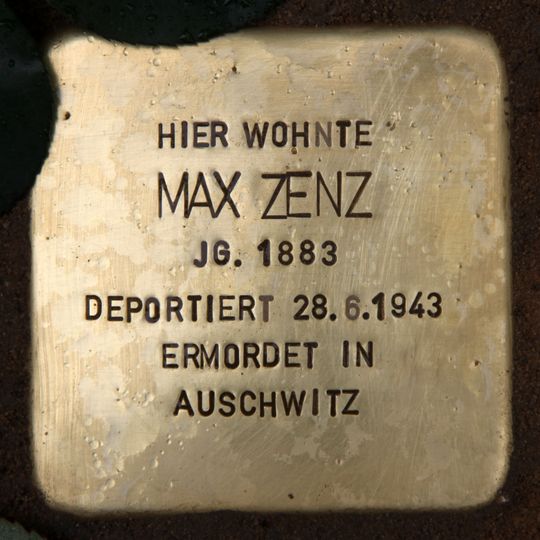 HIER WOHNTE
MAX ZENZ
JG. 1883
DEPORTIERT 28.6.1943
ERMORDET IN
AUSCHWITZ